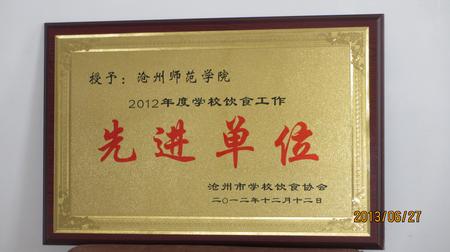 授予：沧州师范学院
2012年度学校饮食工作
先进单位
沧州市学校饮食协会
二〇一二年十二月十二日
2013/06/27